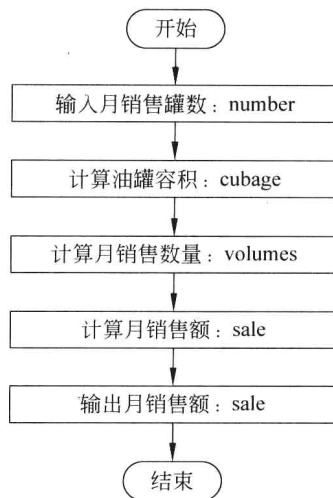 开始
输入月销售罐数：number
计算油罐容积：cubage
计算月销售数量：volumes
计算月销售额：sale
输出月销售额：sale
结束